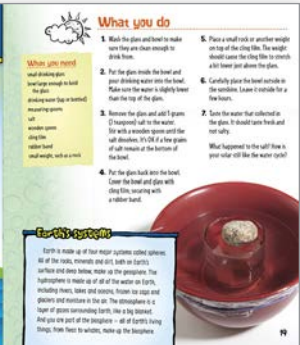 What you do
What you need
small drinking glass
bowl large enough to hold
the glass
drinking water (tap or bottled)
measuring spoons
salt
wooden spoon
cling film
rubber band
small weight, such as a rock
1. Wash the glass and bowl to make
sure they are clean enough to
drink from.
2. Put the glass inside the bowl and
pour drinking water into the bowl.
Make sure the water is slightly lower
than the top of the glass.
3. Remove the glass and add 5 grams
(1 teaspoon) salt to the water.
Stir with a wooden spoon until the
salt dissolves. It's OK if a few grains
of salt remain at the bottom of
the bowl.
4. Put the glass back into the bowl.
Cover the bowl and glass with
cling film, securing with
a rubber band.
5. Place a small rock or another weight
on top of the cling film. The weight
should cause the cling film to stretch
a bit lower just above the glass.
6. Carefully place the bowl outside in
the sunshine. Leave it outside for a
few hours.
7. Taste the water that collected in
the glass. It should taste fresh and
not salty.
What happened to the salt? How is
your solar still like the water cycle?
Earth's systems
Earth is made up of four major systems called spheres.
All of the rocks, minerals and dirt, both on Earth's
surface and deep below, make up the geosphere. The
hydrosphere is made up of all of the water on Earth,
including rivers, lakes and oceans, frozen ice caps and
glaciers and moisture in the air. The atmosphere is a
layer of gases surrounding Earth, like a big blanket.
And you are part of the biosphere – all of Earth's living
things, from fleas to whales, make up the biosphere.
19